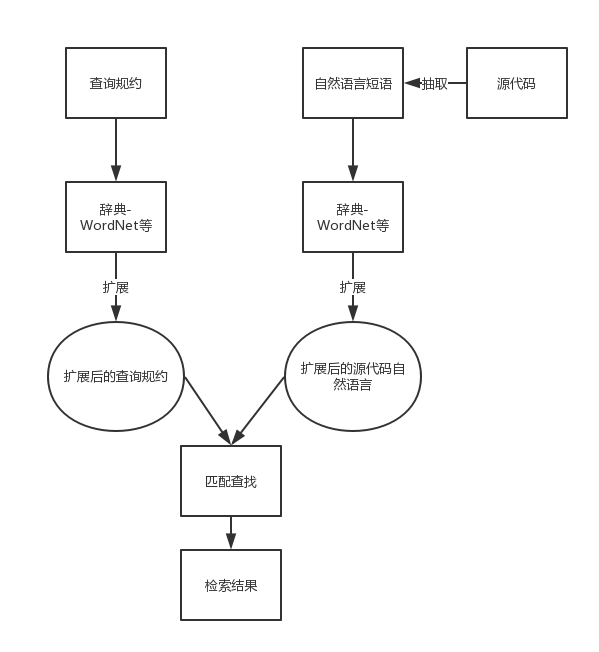 查询规约
自然语言短语
抽取
源代码
辞典-
WordNet等
辞典-
WordNet等
扩展
扩展
扩展后的查询规约
扩展后的源代码自
然语言
匹配查找
检索结果